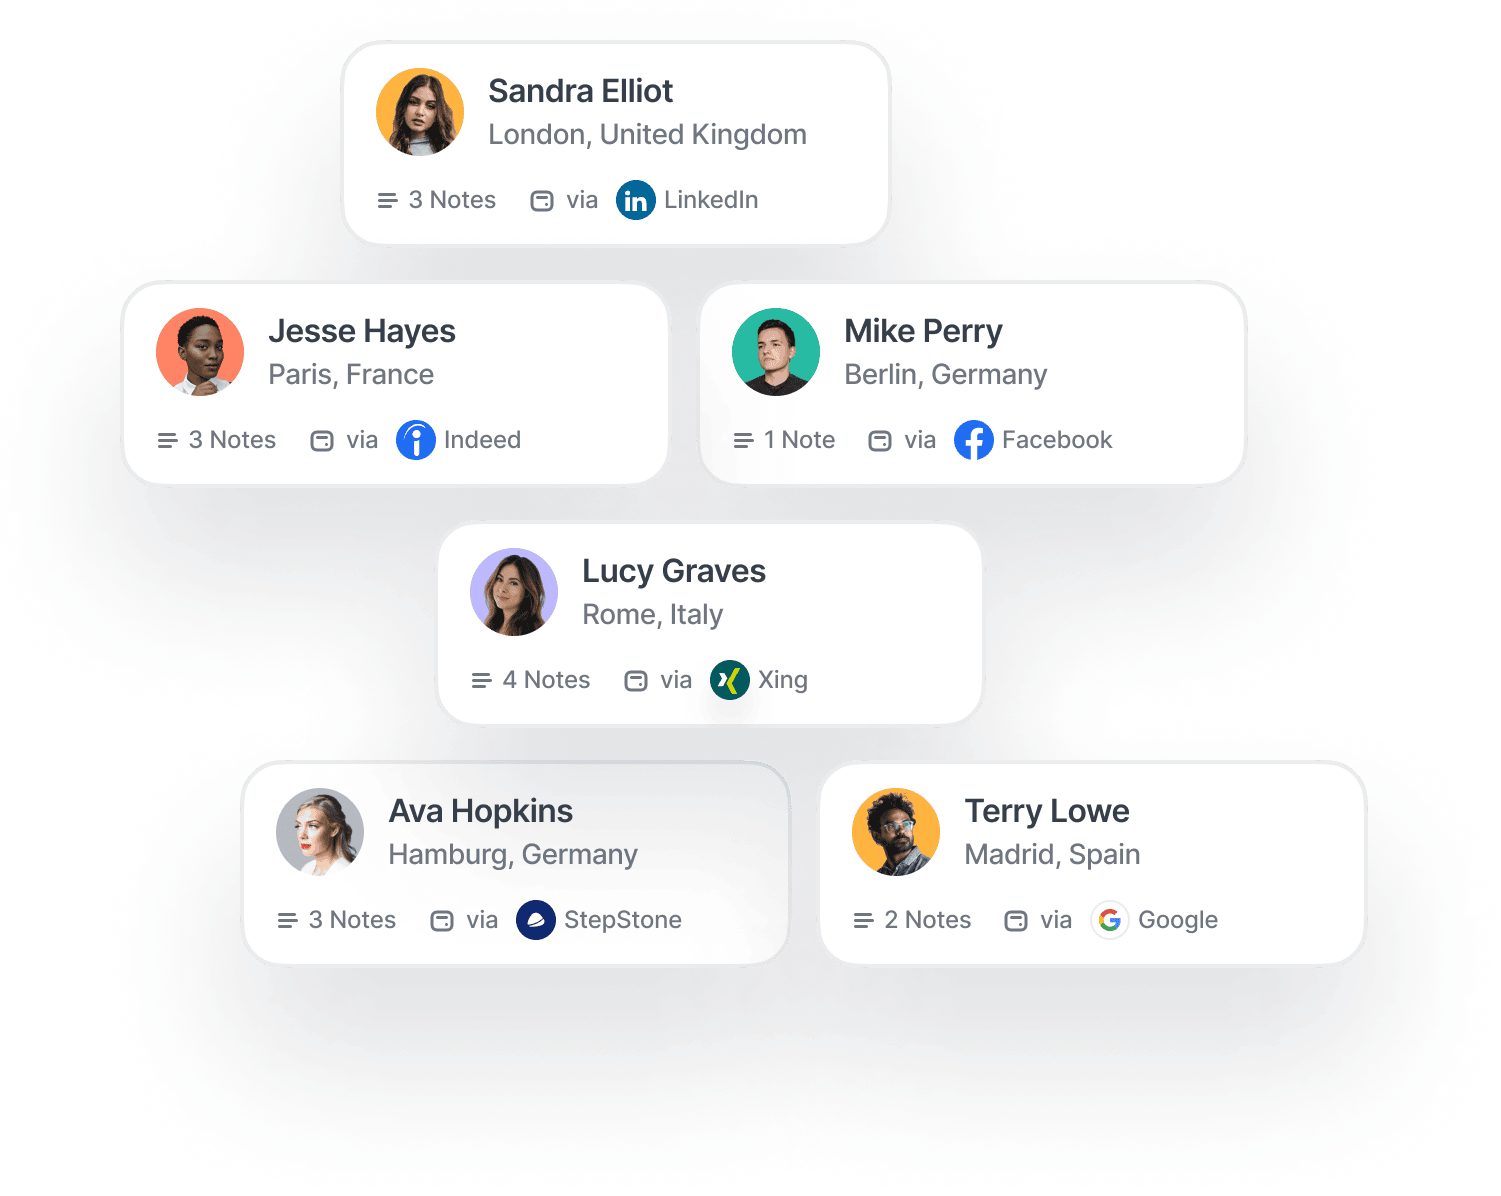 Sandra Elliot
London, United Kingdom
3 Notes via in LinkedIn
Jesse Hayes
Paris, France
3 Notes via Indeed
Mike Perry
Berlin, Germany
1 Note via Facebook
Lucy Graves
Rome, Italy
4 Notes via Xing
Ava Hopkins
Hamburg, Germany
3 Notes via StepStone
Terry Lowe
Madrid, Spain
2 Notes via G Google